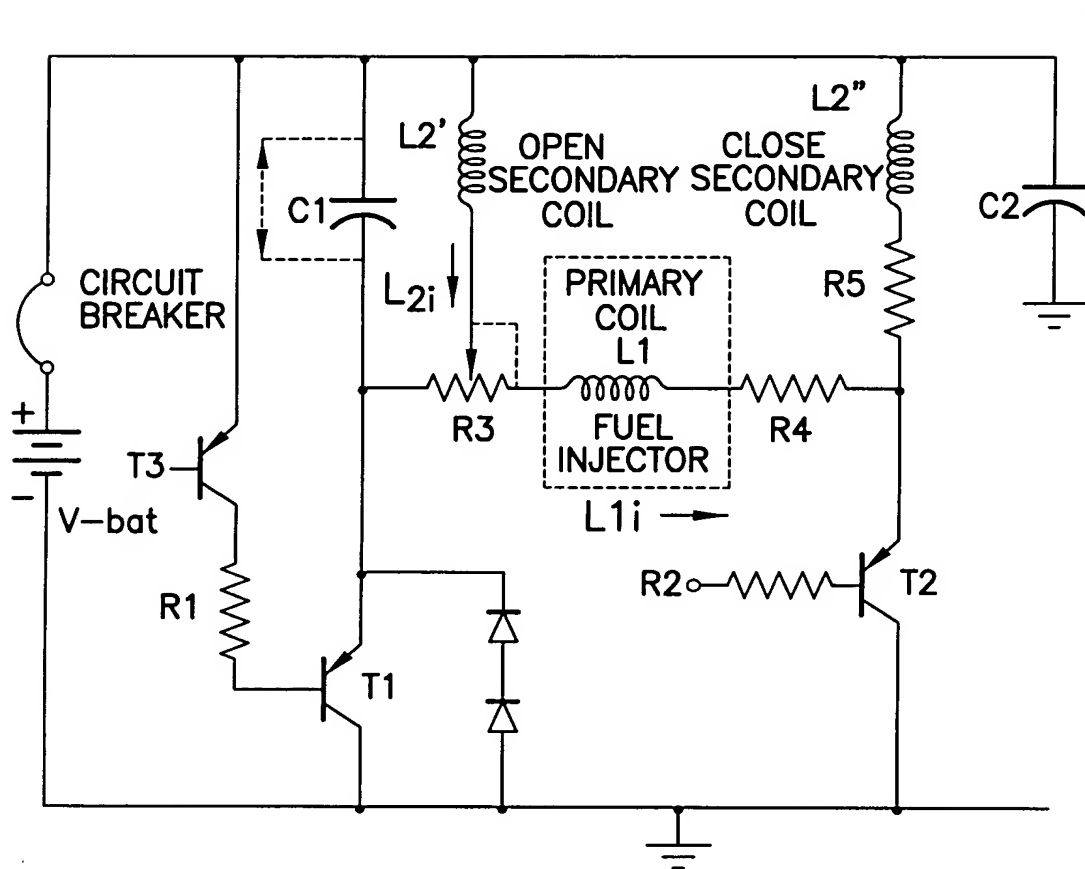 L2"
L2'
OPEN
SECONDARY
COIL
CLOSE
SECONDARY
COIL
C1
C2
CIRCUIT
BREAKER
L2i
R5
PRIMARY
COIL
L1
R3
FUEL
INJECTOR
R4
L1i
+
-
V-bat
T3
R1
T1
R2
T2